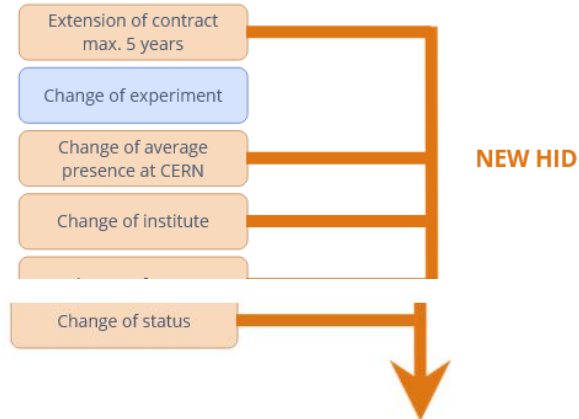 Extension of contract
max. 5 years
Change of experiment
Change of average
presence at CERN
NEW HID
Change of institute
Change of status